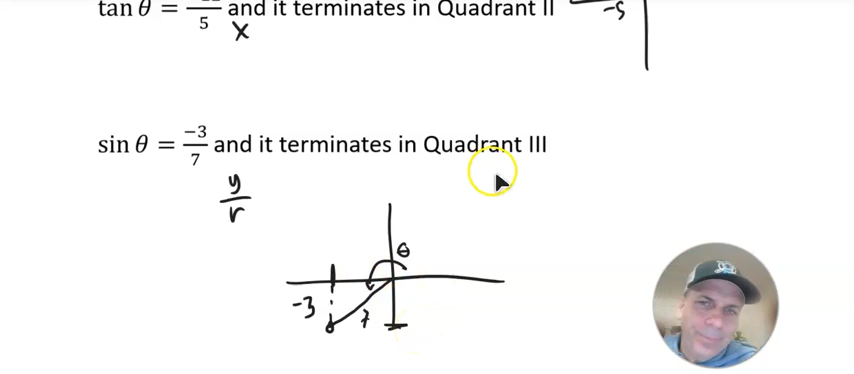 tan θ = /5 and it terminates in Quadrant II
-5
x
sin θ = -3/7 and it terminates in Quadrant III
y/r
θ
-3
7